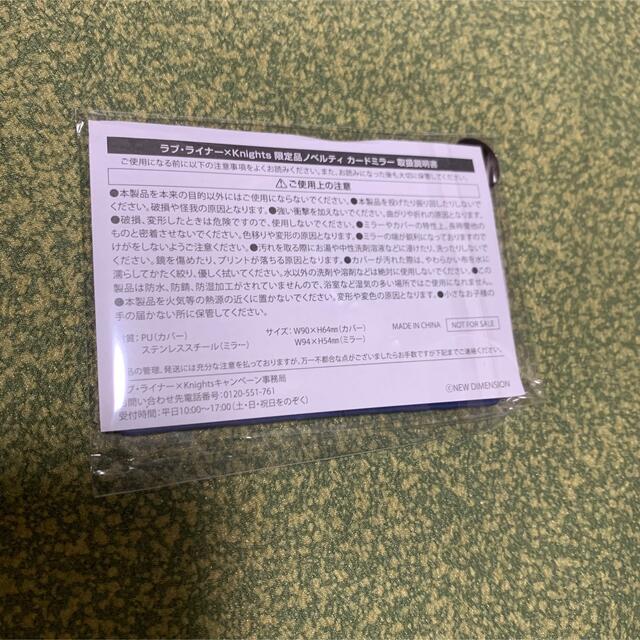 ラブ・ライナー×Knights 限定品ノベルティ カードミラー 取扱説明書
ご使用になる前に以下の注意事項をよくお読みください。また、お読みになった後も大切に保管してください。
⚠ご使用上の注意
●本製品を本来の目的以外にはご使用にならないでください。●本製品を投げたり振り回したりしないで
ください。破損や怪我の原因となります。●強い衝撃を加えないでください。曲がりや折れの原因となります。
●破損、変形したときは危険ですので、使用しないでください。●ミラーやカバーの特性上、長時間他の
ものと密着させないでください。色移りや変形の原因となります。●ミラーの端が鋭利になっておりますので
けがをしないようご注意ください。●汚れを取る際にお湯や中性洗剤溶液などに浸けたり、洗ったりしない
でください。鏡を傷めたり、プリントが落ちる原因となります。●カバーが汚れた際は、やわらかい布を水で
濡らしてかたく絞り、優しく拭いてください。水以外の洗剤や溶剤などは絶対に使用しないでください。●この
製品は防水、防錆、防湿加工がされていませんので、浴室など湿気の多い場所ではご使用になれません。
●本製品を火気等の熱源の近くに置かないでください。変形や変色の原因となります。●小さなお子様の
手の届かない所に保管してください。
質：PU（カバー） サイズ：W90×H64㎜（カバー） MADE IN CHINA NOT FOR SALE
ステンレススチール（ミラー） W94×H54㎜（ミラー）
品の管理、発送には充分な注意を払っておりますが、万一不都合な点がございましたらお手数ですが下記までご連絡ください。
ブ・ライナー×Knightsキャンペーン事務局
問い合わせ先電話番号：0120-551-761
受付時間：平日10:00～17:00（土・日・祝日をのぞく）
©NEW DIMENSION